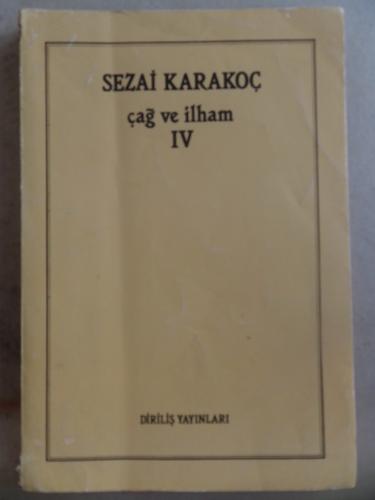 SEZAİ KARAKOÇ
çağ ve ilham
IV
DİRİLİŞ YAYINLARI